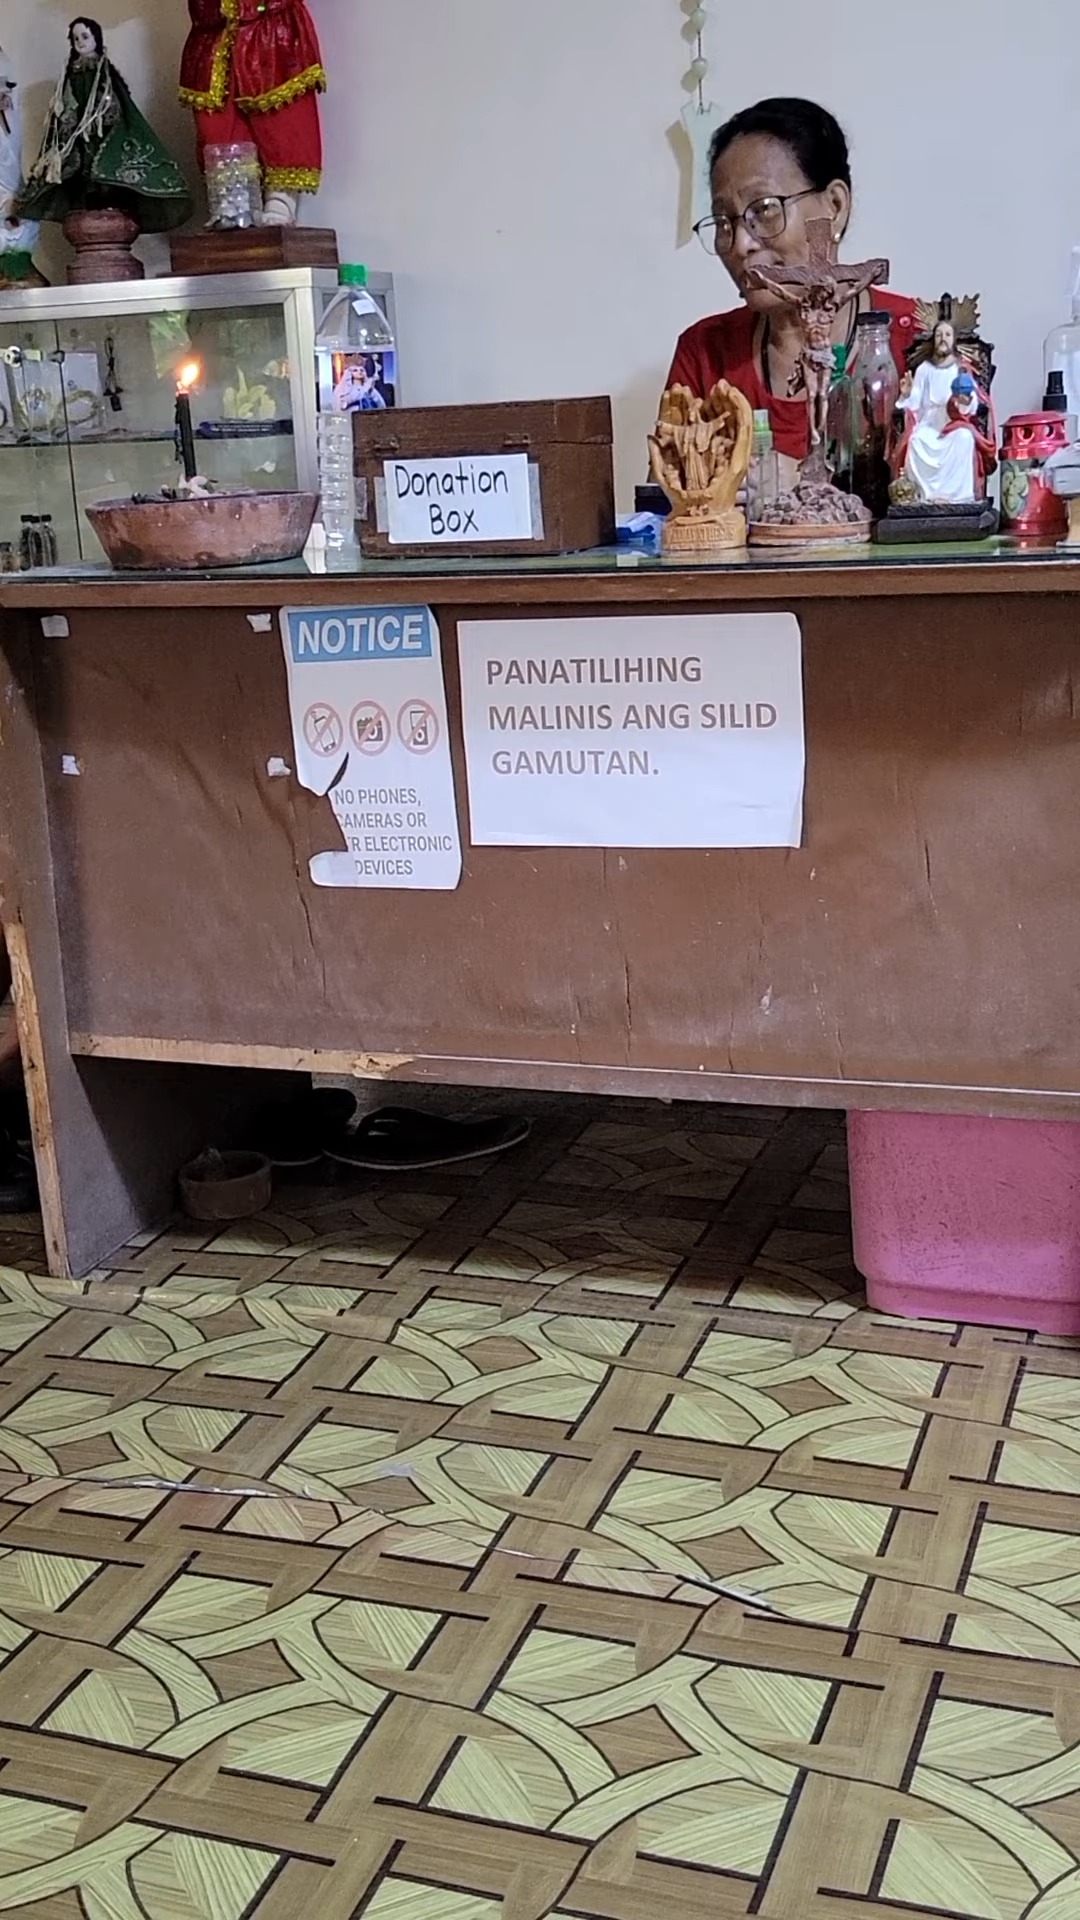 Donation
Box
NOTICE
PANATILIHING
MALINIS ANG SILID
GAMUTAN.
NO PHONES,
CAMERAS OR
ELECTRONIC
DEVICES